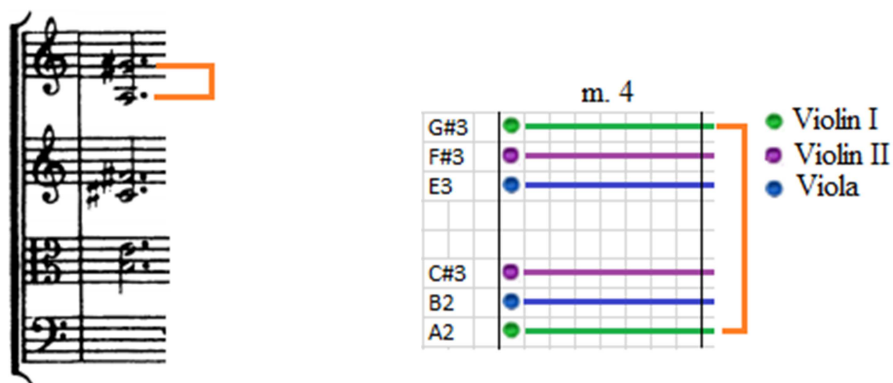 m. 4
G#3
F#3
E3
C#3
B2
A2
Violin I
Violin II
Viola